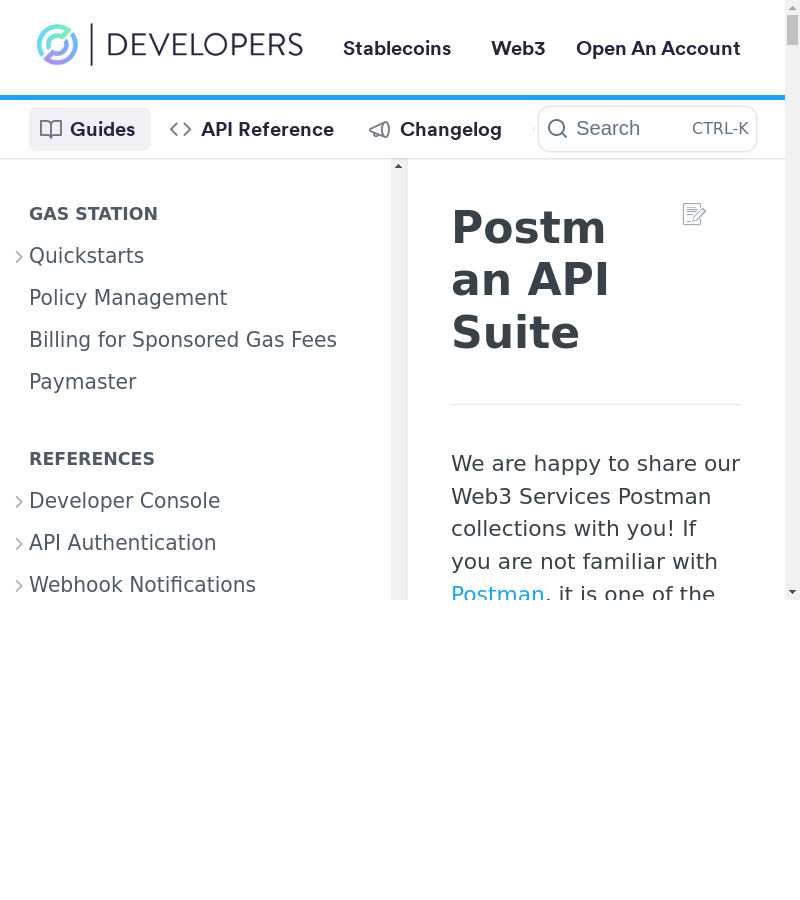 DEVELOPERS
Stablecoins
Web3
Open An Account
Guides
API Reference
Changelog
Search
CTRL-K
GAS STATION
Quickstarts
Policy Management
Billing for Sponsored Gas Fees
Paymaster
REFERENCES
Developer Console
API Authentication
Webhook Notifications
Postm
an API
Suite
We are happy to share our
Web3 Services Postman
collections with you! If
you are not familiar with
Postman, it is one of the